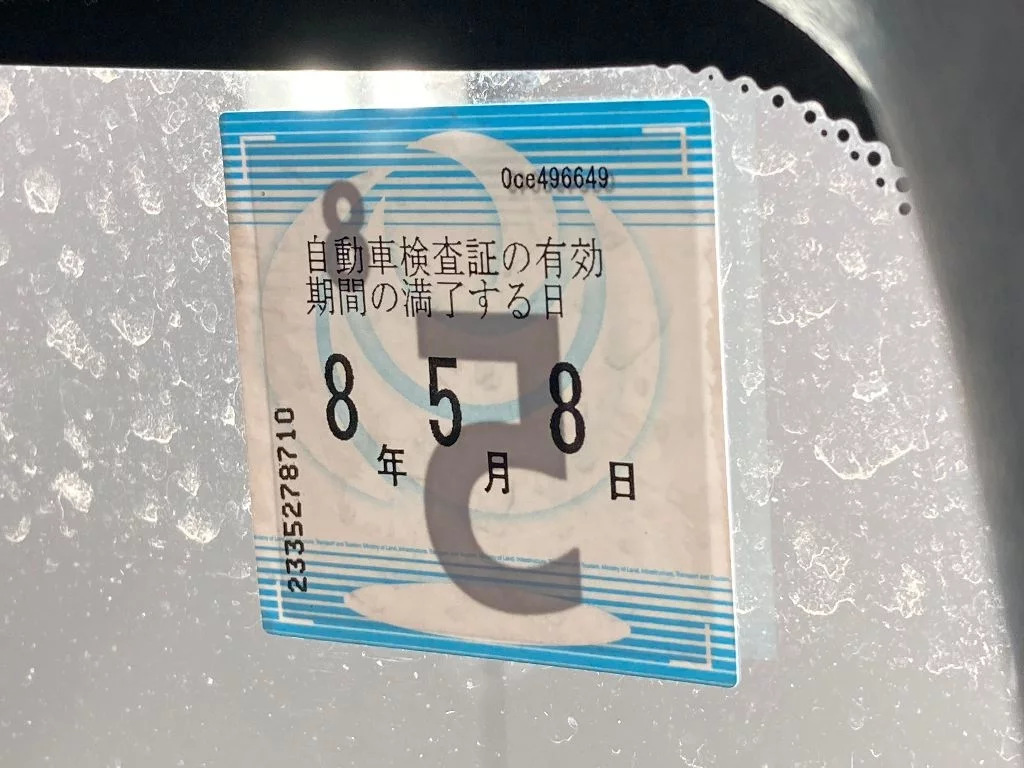 0ce496649
自動車検査証の有効
期間の満了する日
8年 5月 8日
2335278710